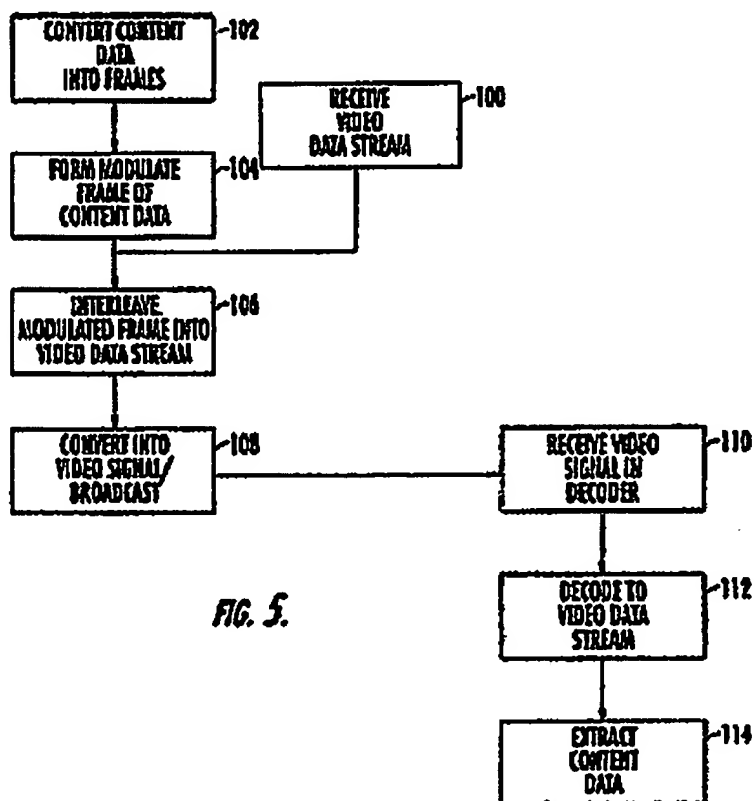 CONVERT CONTENT
DATA
INTO FRAMES
102
RECEIVE
VIDEO
DATA STREAM
100
FORM MODULATE
FRAME OF
CONTENT DATA
104
INTERLEAVE
MODULATED FRAME INTO
VIDEO DATA STREAM
106
CONVERT INTO
VIDEO SIGNAL/
BROADCAST
108
RECEIVE VIDEO
SIGNAL IN
DECODER
110
FIG. 5.
DECODE TO
VIDEO DATA
STREAM
112
EXTRACT
CONTENT
DATA
114